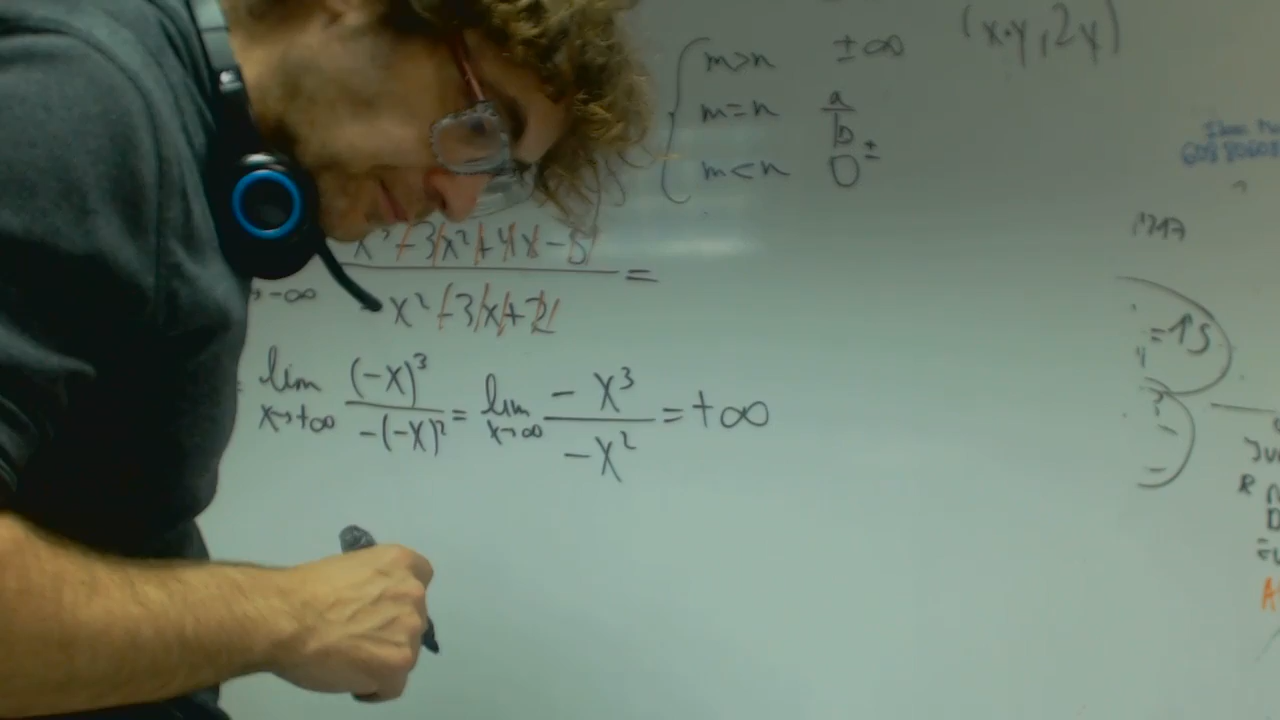 m>n ±∞
m=n a/b
m<n 0±
(x·y, 2y)
x³-3x²+4x-5
→-∞ =
-x²-3x+2
lim x→+∞ (-x)³/-(-x)² = lim x→∞ -x³/-x² = +∞
=15